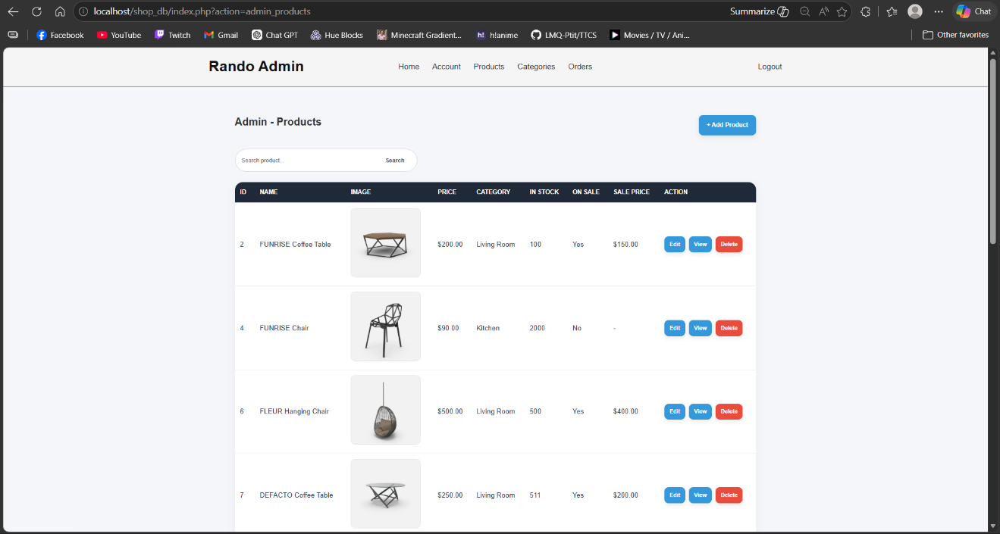 localhost/shop_db/index.php?action=admin_products Summarize Chat
Facebook YouTube Twitch Gmail Chat GPT Hue Blocks Minecraft Gradient... h!anime LMQ-Ptit/TTCS Movies / TV / Ani... Other favorites
Rando Admin Home Account Products Categories Orders Logout
Admin - Products + Add Product
Search product... Search
ID NAME IMAGE PRICE CATEGORY IN STOCK ON SALE SALE PRICE ACTION
2 FUNRISE Coffee Table $200.00 Living Room 100 Yes $150.00 Edit View Delete
4 FUNRISE Chair $90.00 Kitchen 2000 No - Edit View Delete
6 FLEUR Hanging Chair $500.00 Living Room 500 Yes $400.00 Edit View Delete
7 DEFACTO Coffee Table $250.00 Living Room 511 Yes $200.00 Edit View Delete